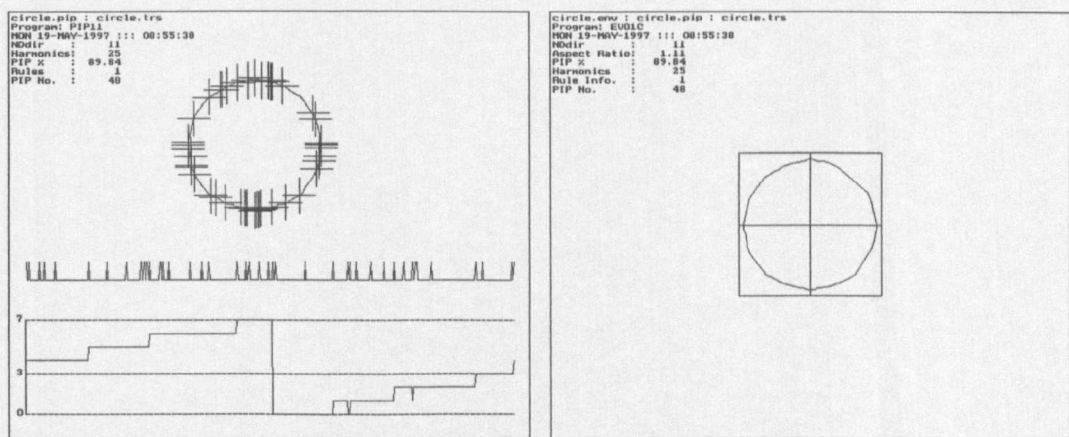 circle.pip : circle.trs
Program: PIP11
MON 19-MAY-1997 ::: 08:55:38
NDdir : 11
Harmonics: 25
PIP % : 89.84
Rules : 1
PIP No. : 48
7
3
0
circle.env : circle.pip : circle.trs
Program: EV01C
MON 19-MAY-1997 ::: 08:55:38
NDdir : 11
Aspect Ratio: 1.11
PIP % : 89.84
Harmonics : 25
Rule Info. : 1
PIP No. : 48